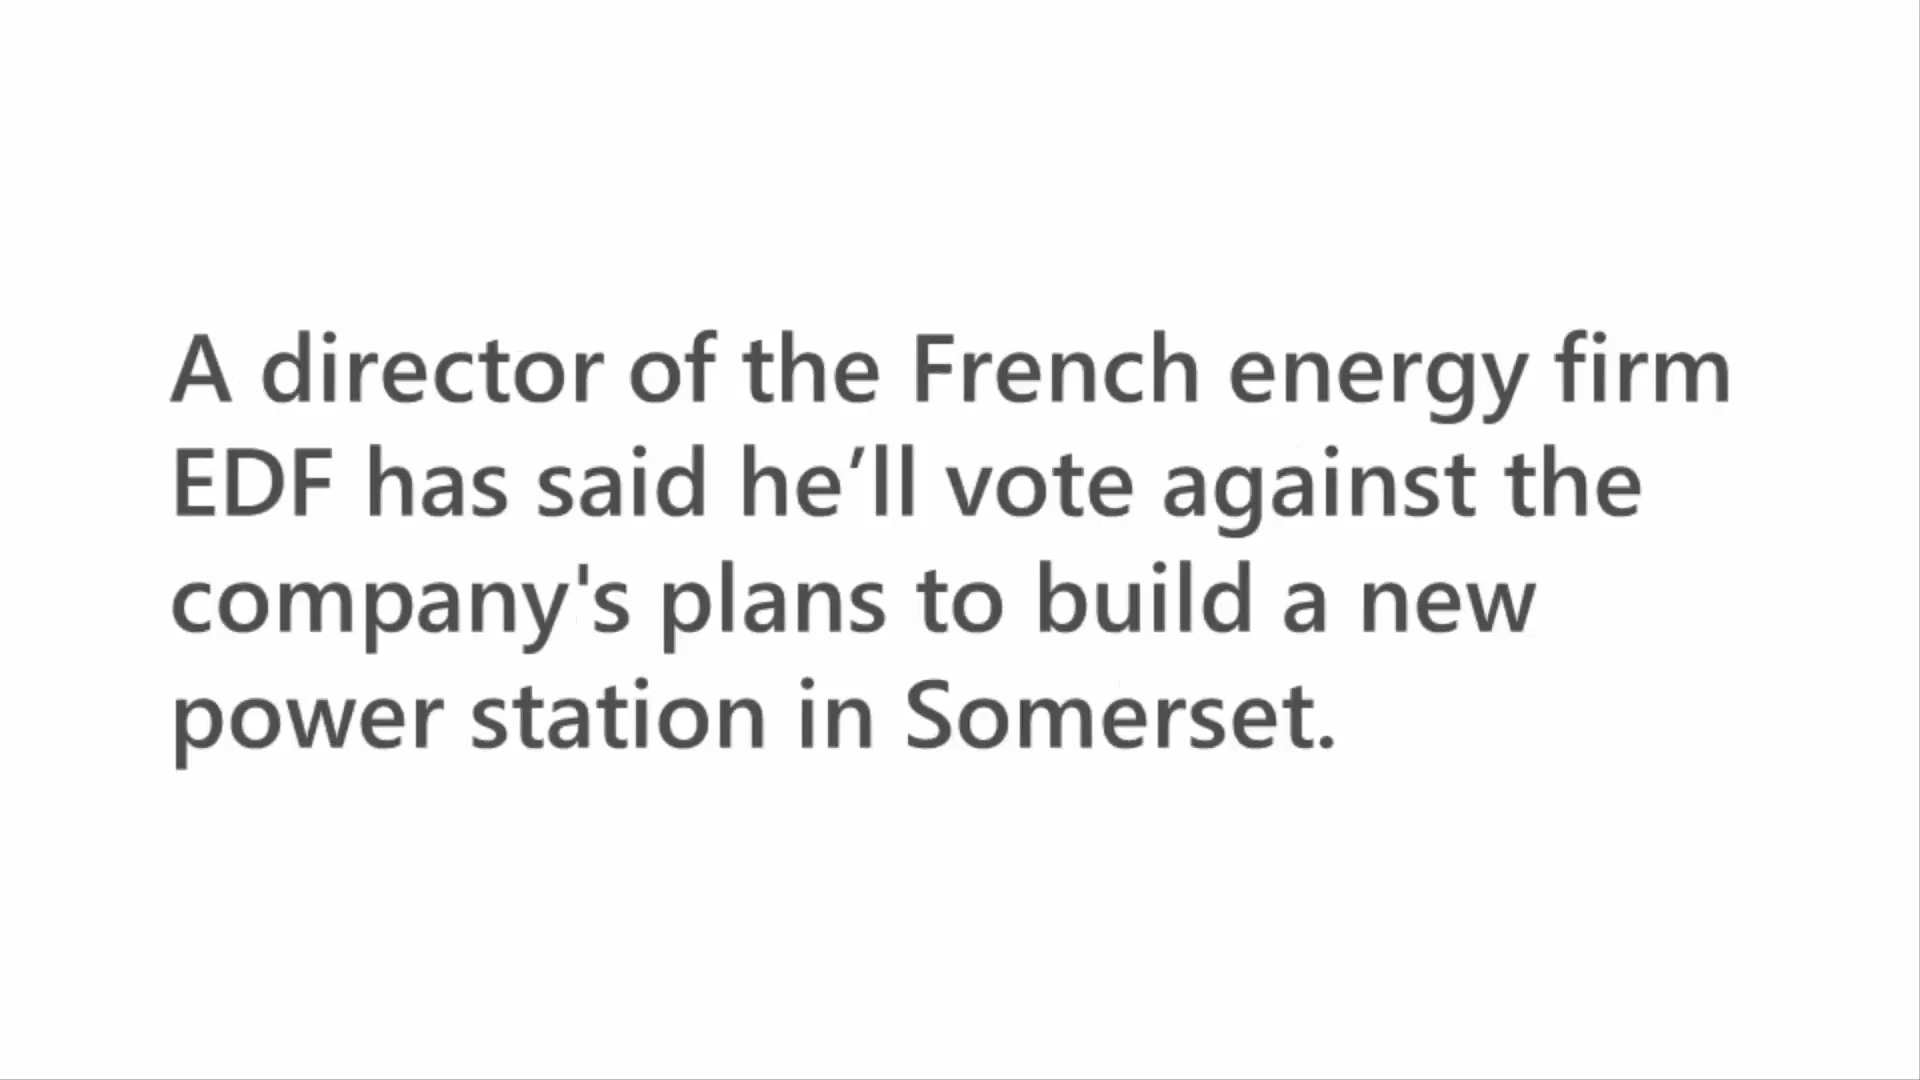 A director of the French energy firm
EDF has said he’ll vote against the
company's plans to build a new
power station in Somerset.